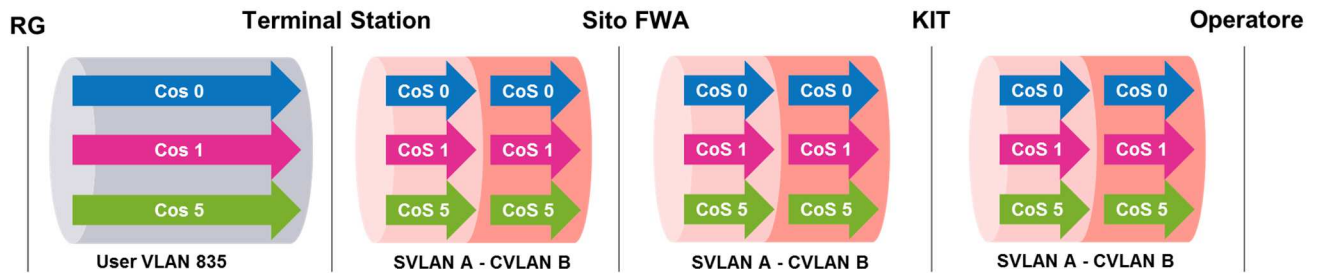 RG Terminal Station Sito FWA KIT Operatore
Cos 0 CoS 0 CoS 0 CoS 0 CoS 0 CoS 0 CoS 0
Cos 1 CoS 1 CoS 1 CoS 1 CoS 1 CoS 1 CoS 1
Cos 5 CoS 5 CoS 5 CoS 5 CoS 5 CoS 5 CoS 5
User VLAN 835 SVLAN A - CVLAN B SVLAN A - CVLAN B SVLAN A - CVLAN B